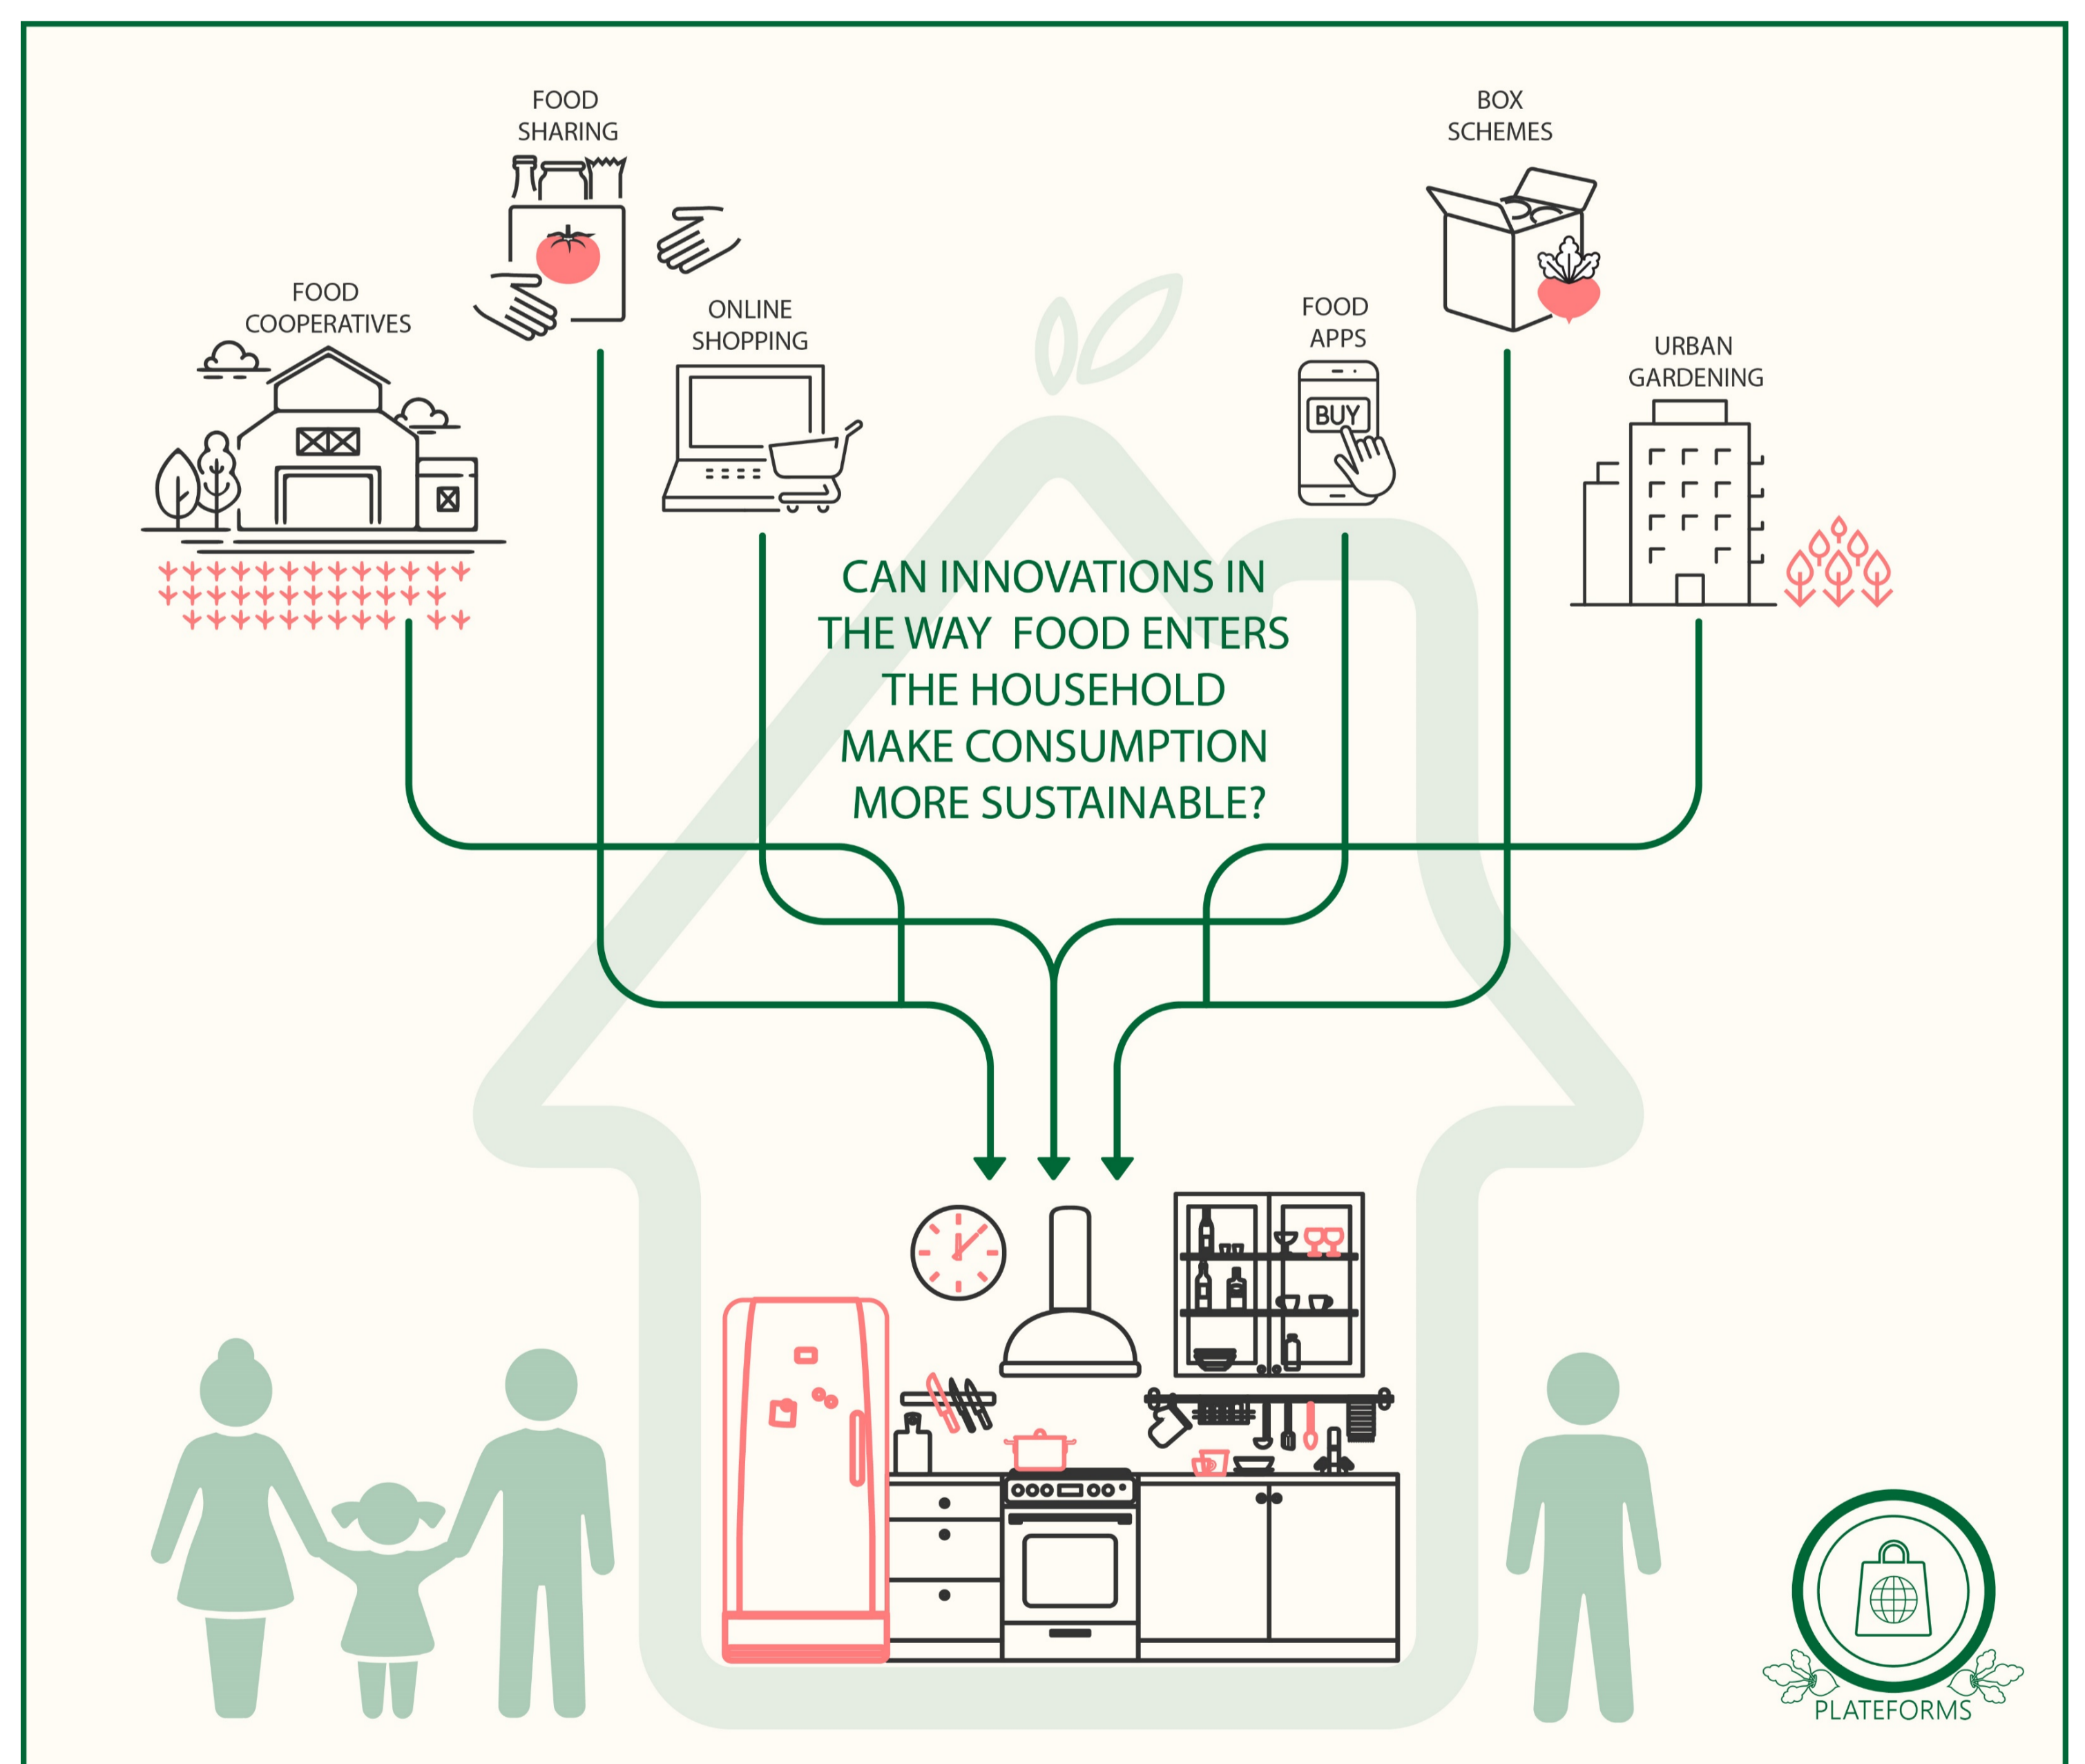 FOOD
SHARING
BOX
SCHEMES
FOOD
COOPERATIVES
ONLINE
SHOPPING
FOOD
APPS
BUY
URBAN
GARDENING
CAN INNOVATIONS IN
THE WAY FOOD ENTERS
THE HOUSEHOLD
MAKE CONSUMPTION
MORE SUSTAINABLE?
PLATEFORMS